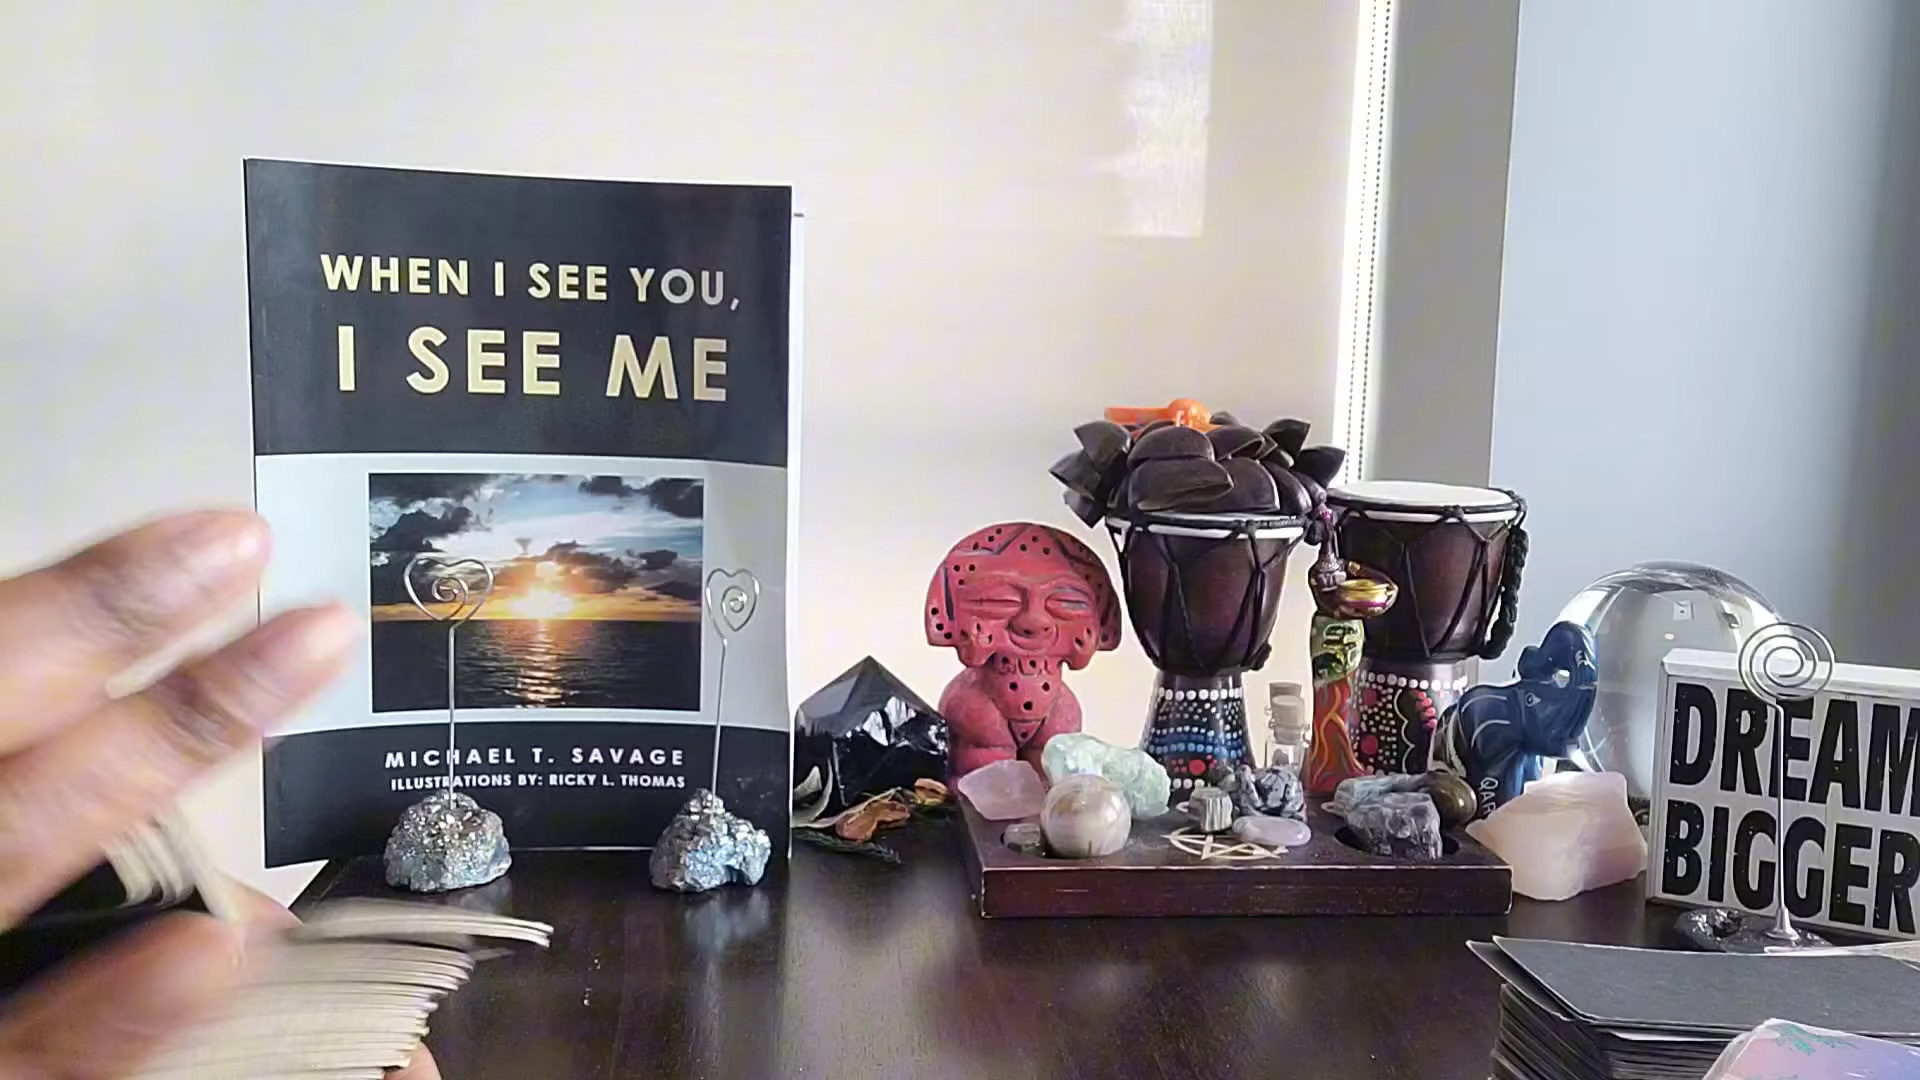 WHEN I SEE YOU,
I SEE ME
MICHAEL T. SAVAGE
ILLUSTRATIONS BY: RICKY L. THOMAS
DREAM
BIGGER